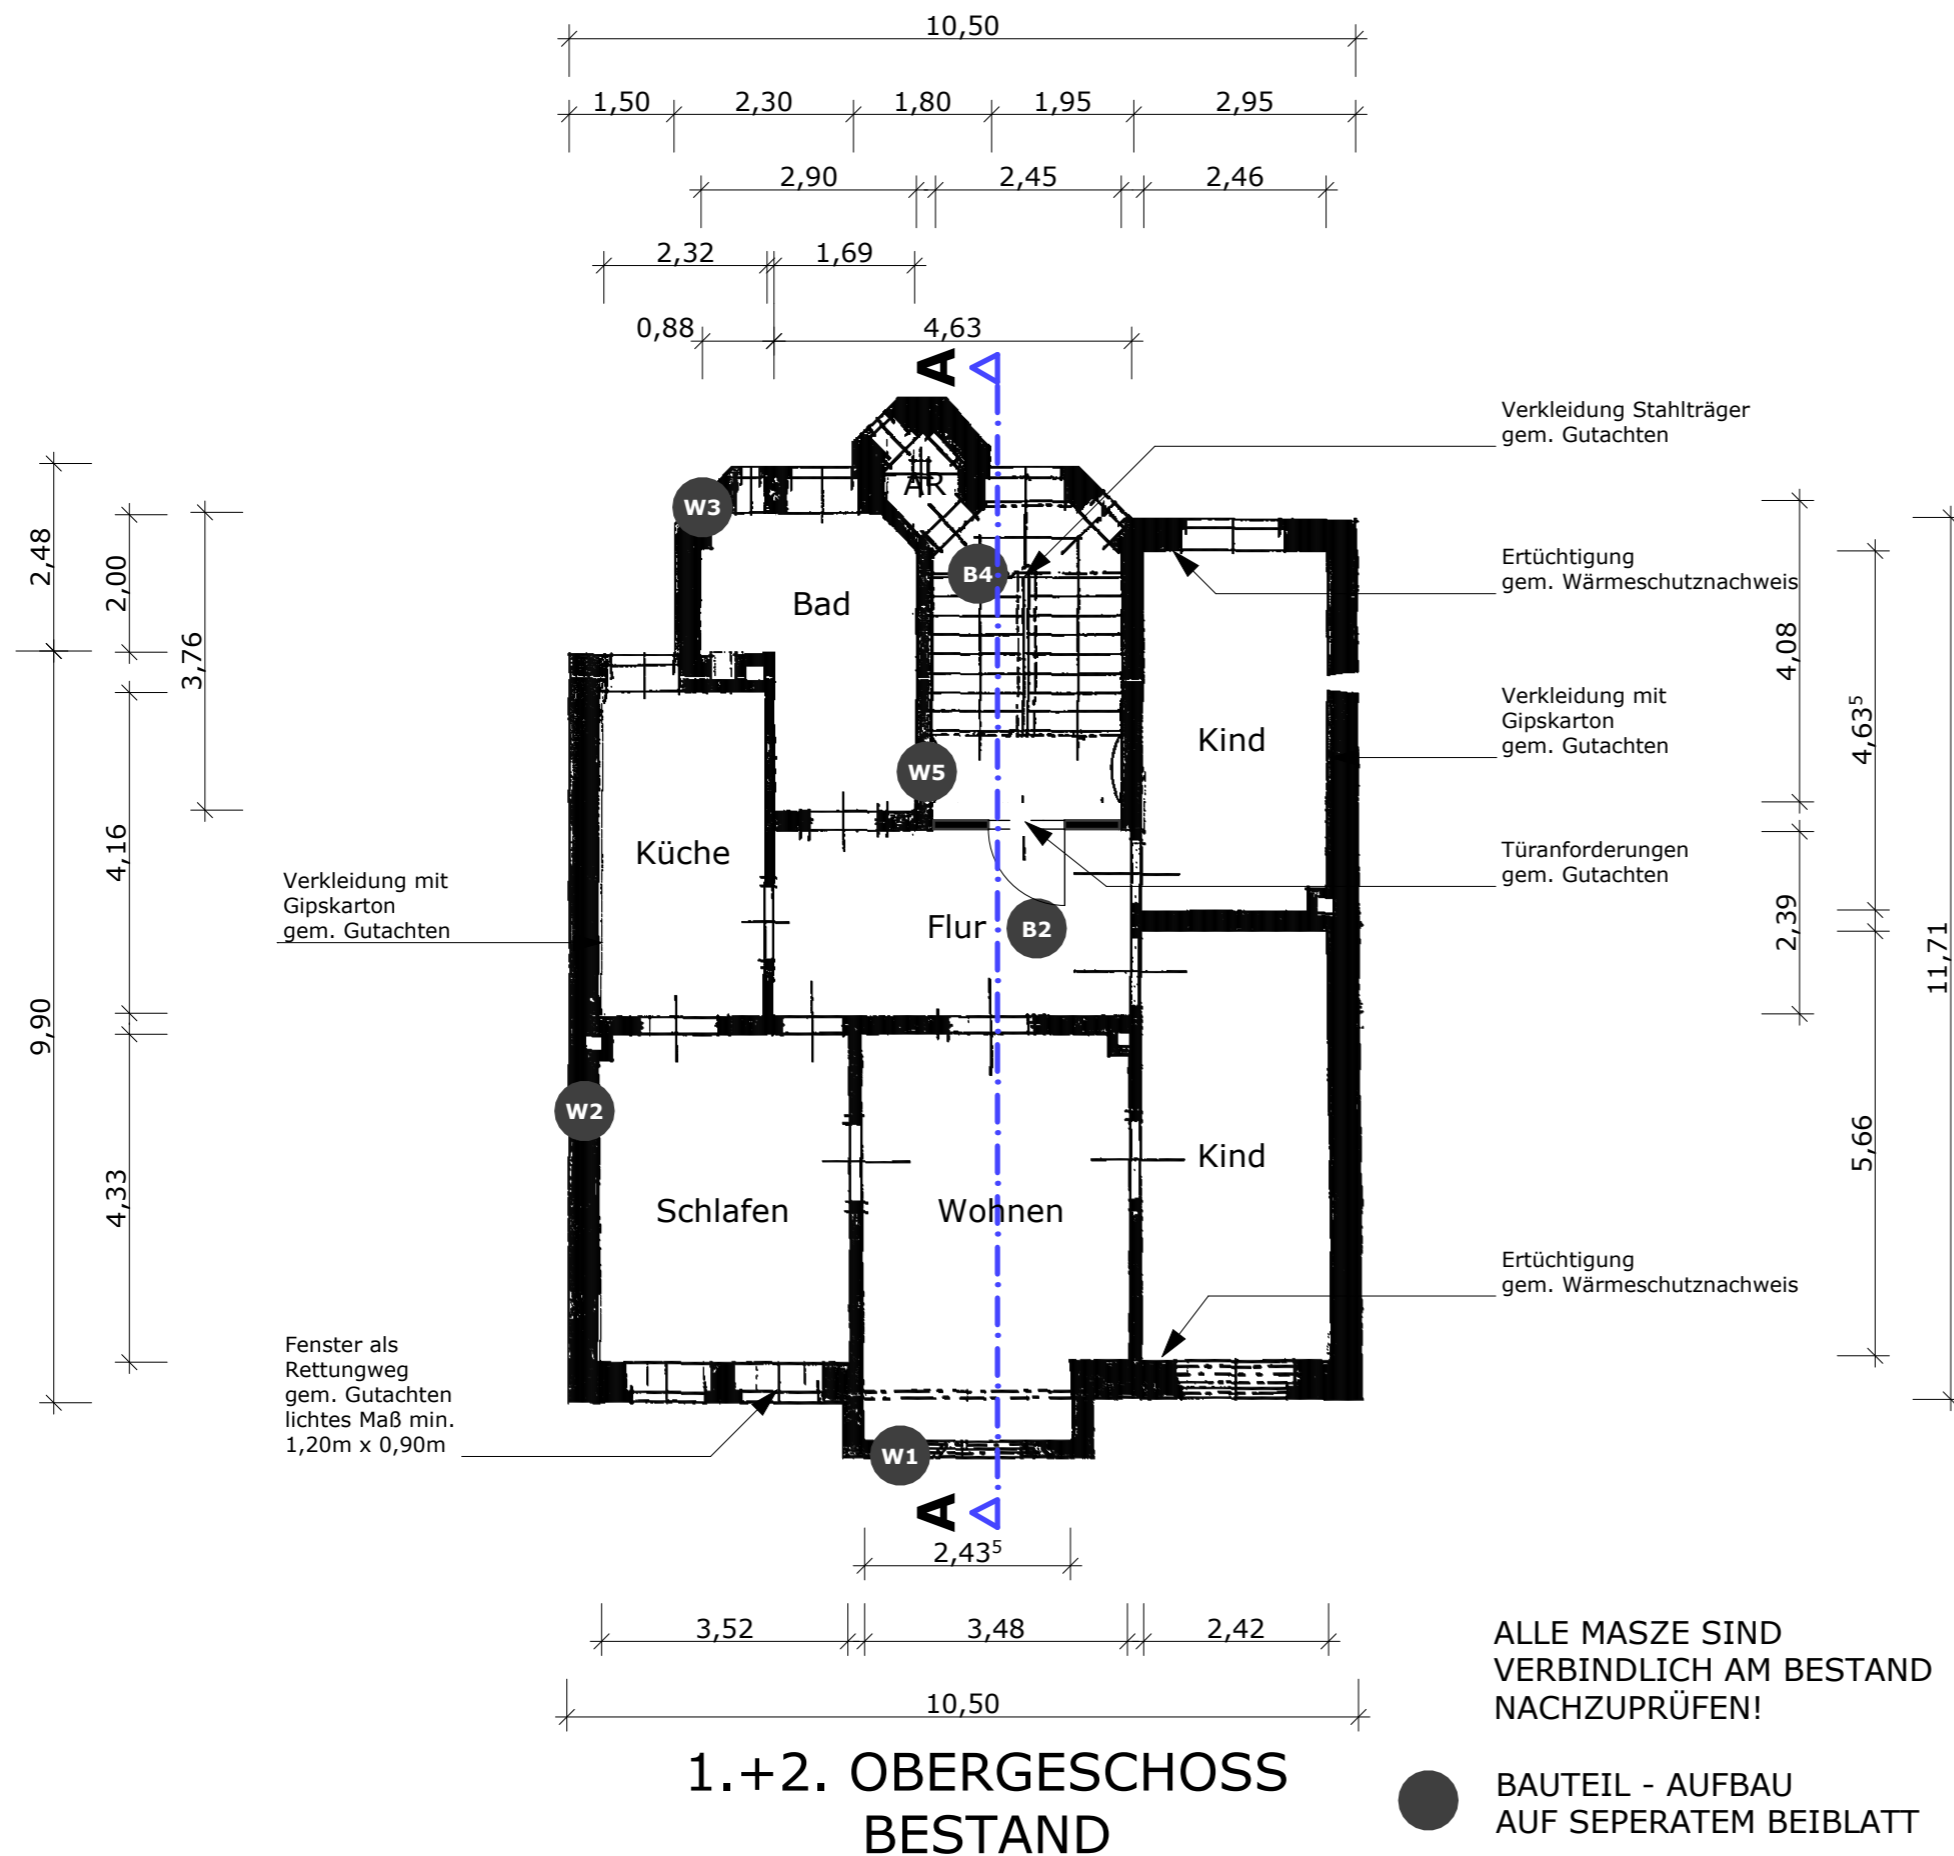 10,50
1,50 2,30 1,80 1,95 2,95
2,90 2,45 2,46
2,32 1,69
0,88 4,63
A
Verkleidung Stahlträger
gem. Gutachten
AR
W3
2,48
2,00
3,76
B4
Bad
Ertüchtigung
gem. Wärmeschutznachweis
4,08
4,63⁵
Verkleidung mit
Gipskarton
gem. Gutachten
Kind
W5
Küche
4,16
Türanforderungen
gem. Gutachten
Verkleidung mit
Gipskarton
gem. Gutachten
Flur
B2
2,39
11,71
9,90
W2
Kind
5,66
4,33
Schlafen
Wohnen
Ertüchtigung
gem. Wärmeschutznachweis
Fenster als
Rettungweg
gem. Gutachten
lichtes Maß min.
1,20m x 0,90m
W1
A
2,43⁵
3,52 3,48 2,42
10,50
ALLE MASZE SIND
VERBINDLICH AM BESTAND
NACHZUPRÜFEN!
1.+2. OBERGESCHOSS
BESTAND
BAUTEIL - AUFBAU
AUF SEPERATEM BEIBLATT